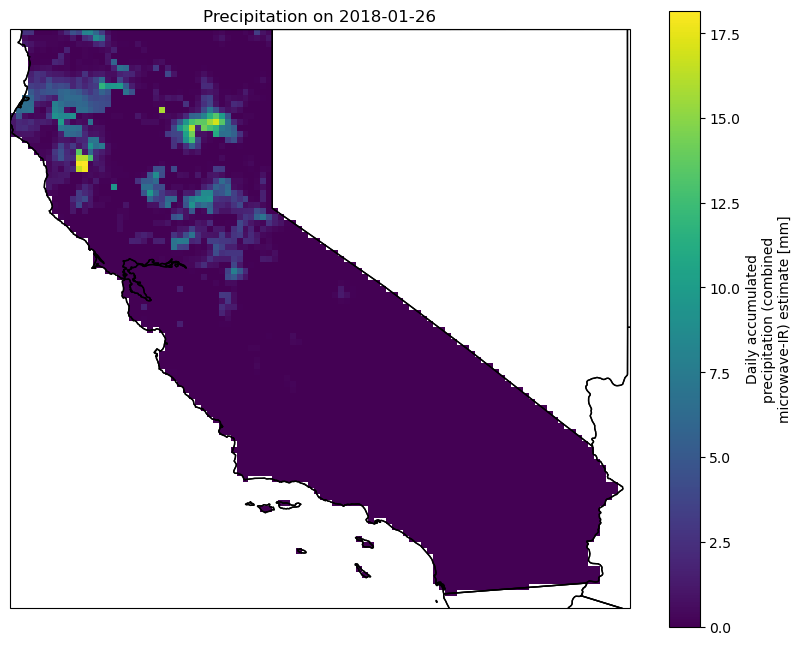 Precipitation on 2018-01-26
17.5
15.0
12.5
10.0
7.5
5.0
2.5
0.0
Daily accumulated
precipitation (combined
microwave-IR) estimate [mm]